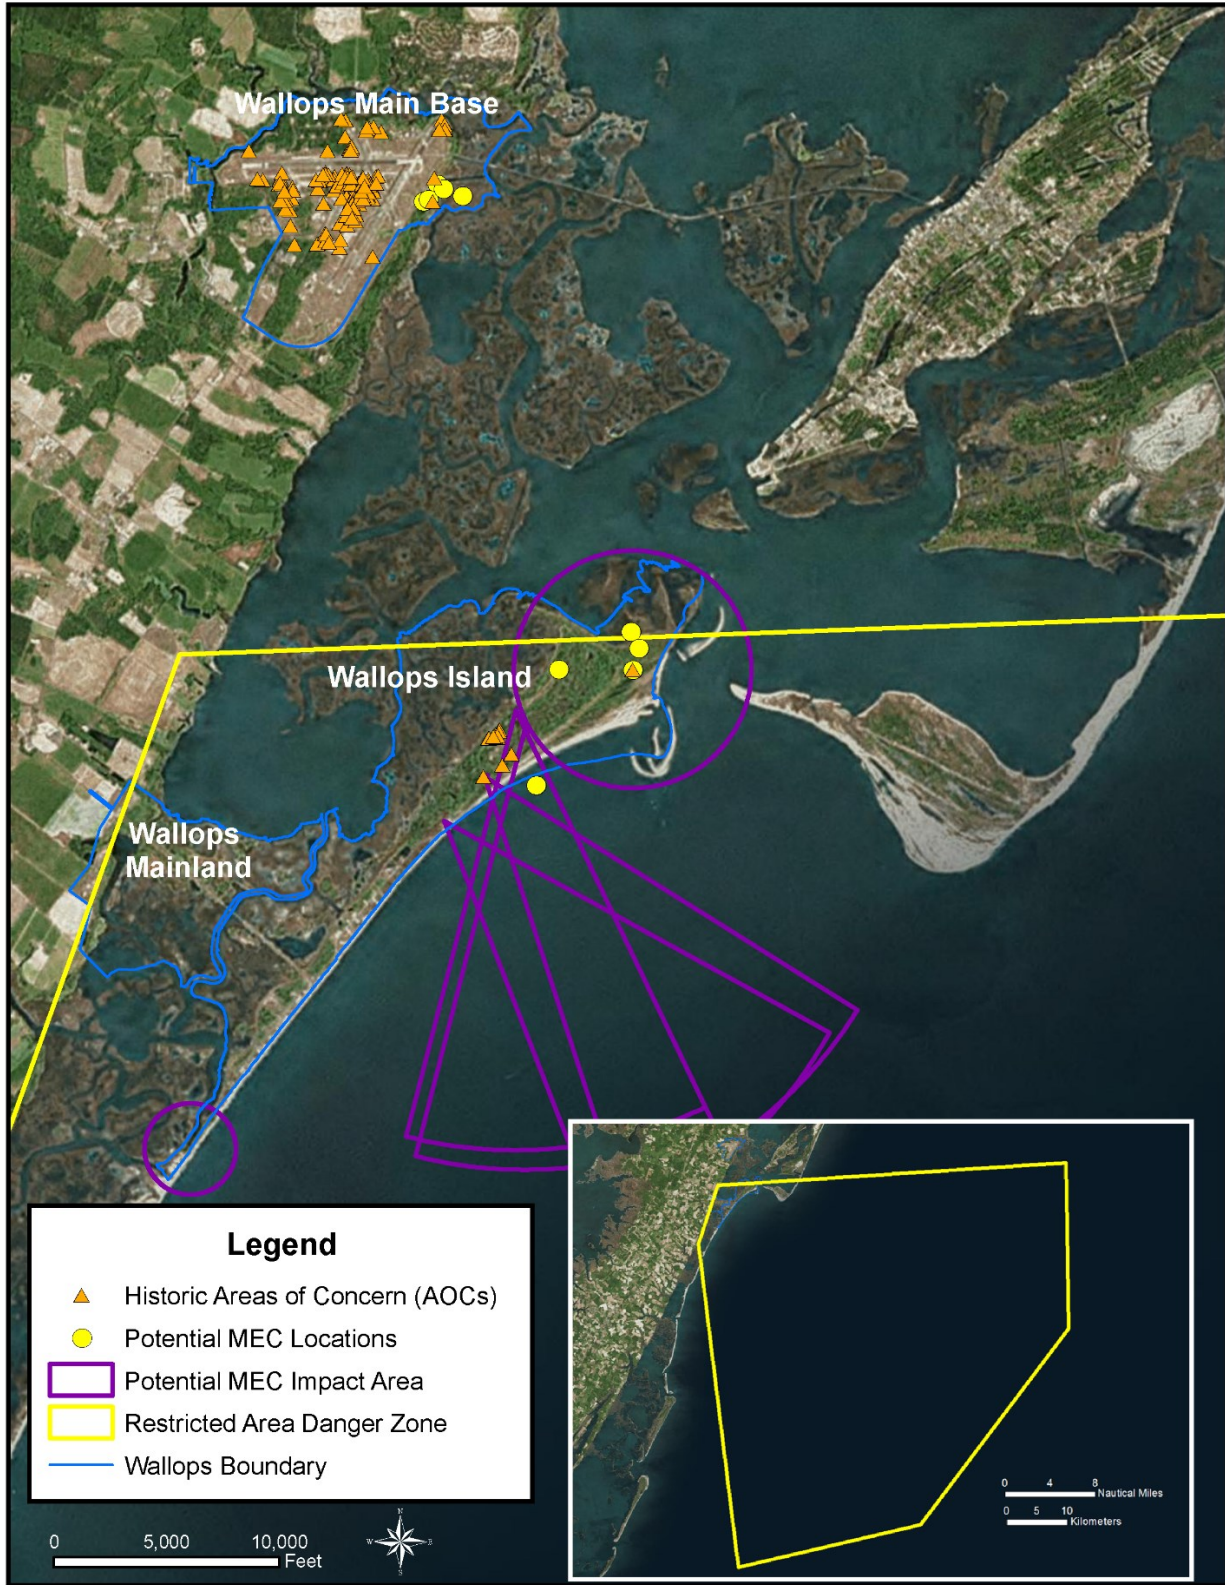 Wallops Main Base
Wallops Island
Wallops
Mainland
Legend
Historic Areas of Concern (AOCs)
Potential MEC Locations
Potential MEC Impact Area
Restricted Area Danger Zone
Wallops Boundary
0 5,000 10,000
Feet
N
W E
S
0 4 8
Nautical Miles
0 5 10
Kilometers